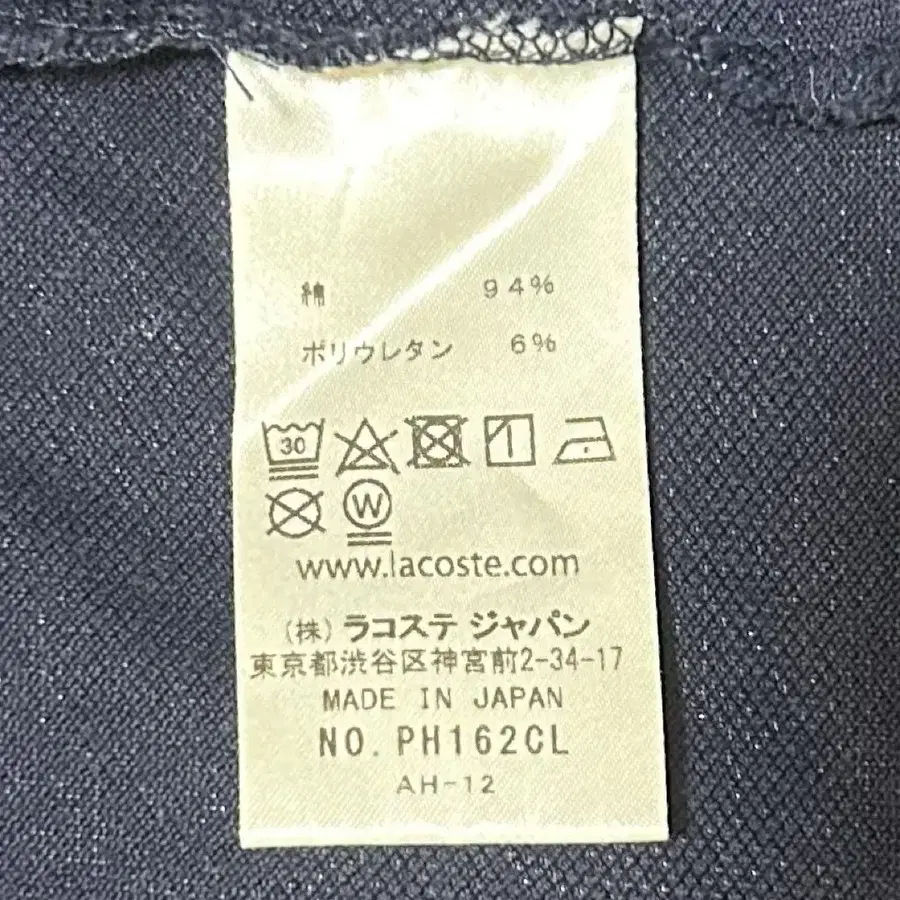 綿 94%
ポリウレタン 6%
30
W
www.lacoste.com
(株) ラコステ ジャパン
東京都渋谷区神宮前2-34-17
MADE IN JAPAN
NO. PH162CL
AH-12